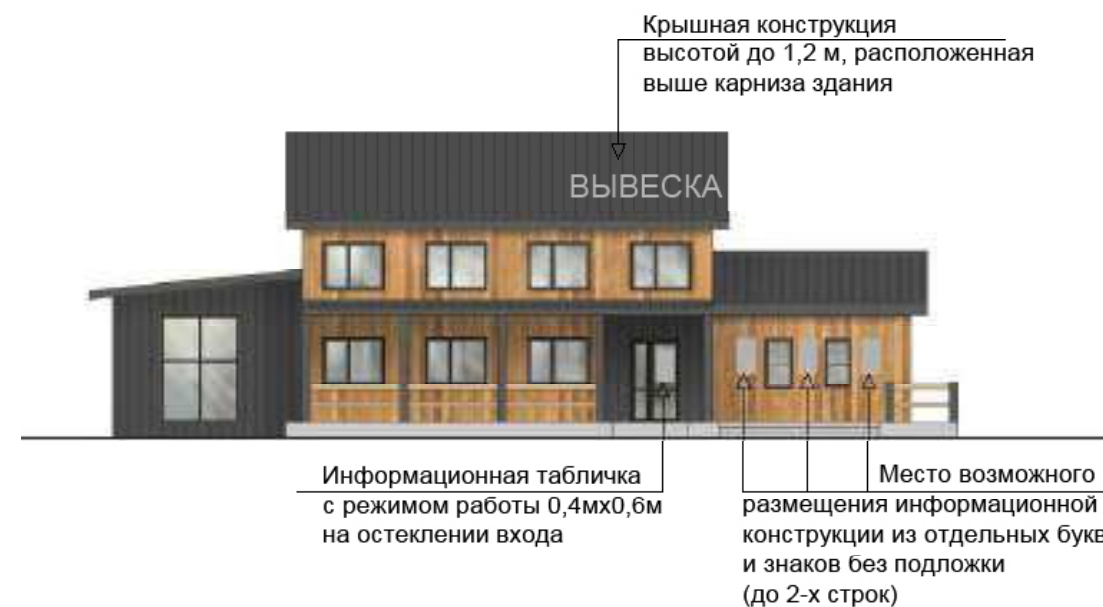 Крышная конструкция
высотой до 1,2 м, расположенная
выше карниза здания
ВЫВЕСКА
Информационная табличка
с режимом работы 0,4мх0,6м
на остеклении входа
Место возможного
размещения информационной
конструкции из отдельных букв
и знаков без подложки
(до 2-х строк)